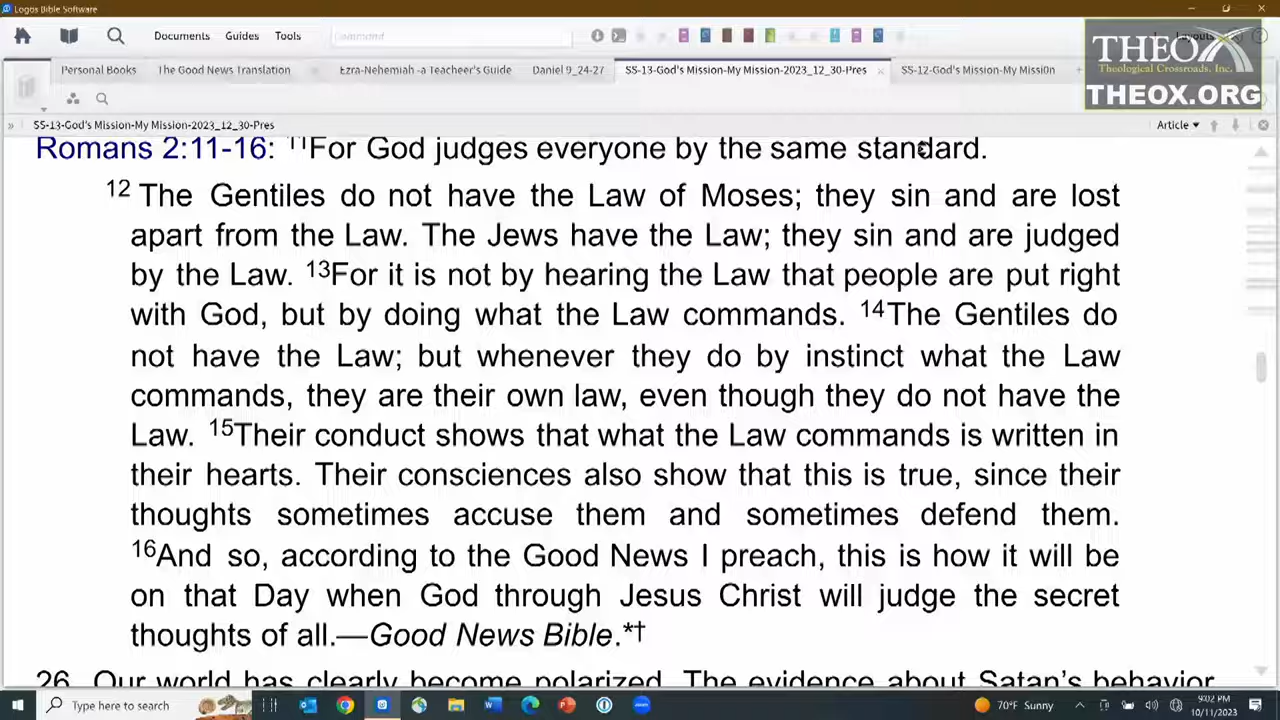 Logos Bible Software
Documents Guides Tools Command Layouts
THEOX
Theological Crossroads, Inc.
THEOX.ORG
Personal Books The Good News Translation Guide Daniel 9_24-27 SS-13-God's Mission-My Mission-2023_12_30-Pres SS-12-God's Mission-My Missi0n
SS-13-God's Mission-My Mission-2023_12_30-Pres Article
Romans 2:11-16: 11For God judges everyone by the same standard.
12 The Gentiles do not have the Law of Moses; they sin and are lost
apart from the Law. The Jews have the Law; they sin and are judged
by the Law. 13For it is not by hearing the Law that people are put right
with God, but by doing what the Law commands. 14The Gentiles do
not have the Law; but whenever they do by instinct what the Law
commands, they are their own law, even though they do not have the
Law. 15Their conduct shows that what the Law commands is written in
their hearts. Their consciences also show that this is true, since their
thoughts sometimes accuse them and sometimes defend them.
16And so, according to the Good News I preach, this is how it will be
on that Day when God through Jesus Christ will judge the secret
thoughts of all.—Good News Bible.*†
26. Our world has clearly become polarized. The evidence about Satan's behavior
Type here to search
70°F Sunny
9:02 PM
10/11/2023